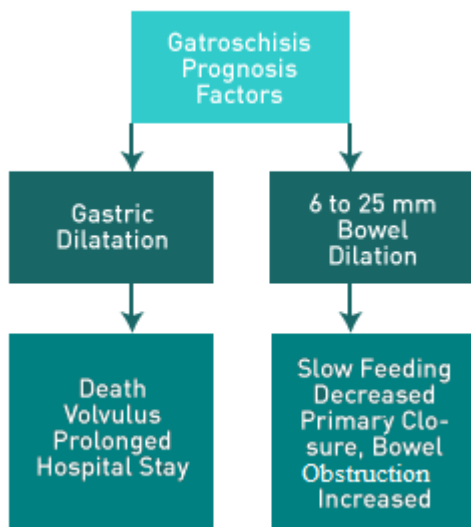 Gatroschisis
Prognosis
Factors
Gastric
Dilatation
6 to 25 mm
Bowel
Dilation
Death
Volvulus
Prolonged
Hospital Stay
Slow Feeding
Decreased
Primary Clo-
sure, Bowel
Obstruction
Increased